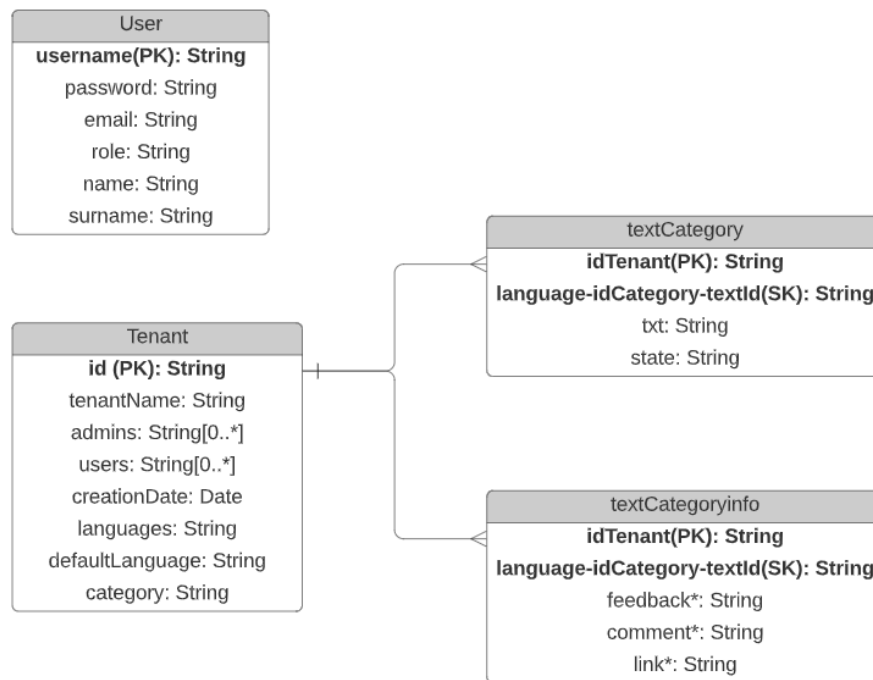 User
username(PK): String
password: String
email: String
role: String
name: String
surname: String
Tenant
id (PK): String
tenantName: String
admins: String[0..*]
users: String[0..*]
creationDate: Date
languages: String
defaultLanguage: String
category: String
textCategory
idTenant(PK): String
language-idCategory-textId(SK): String
txt: String
state: String
textCategoryinfo
idTenant(PK): String
language-idCategory-textId(SK): String
feedback*: String
comment*: String
link*: String